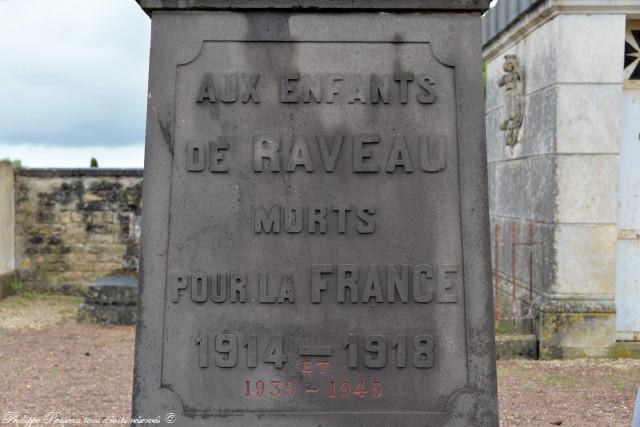 AUX ENFANTS
DE RAVEAU
MORTS
POUR LA FRANCE
1914 — 1918
ET
1939 - 1945
© Philippe Poiseau tous droits réservés ©